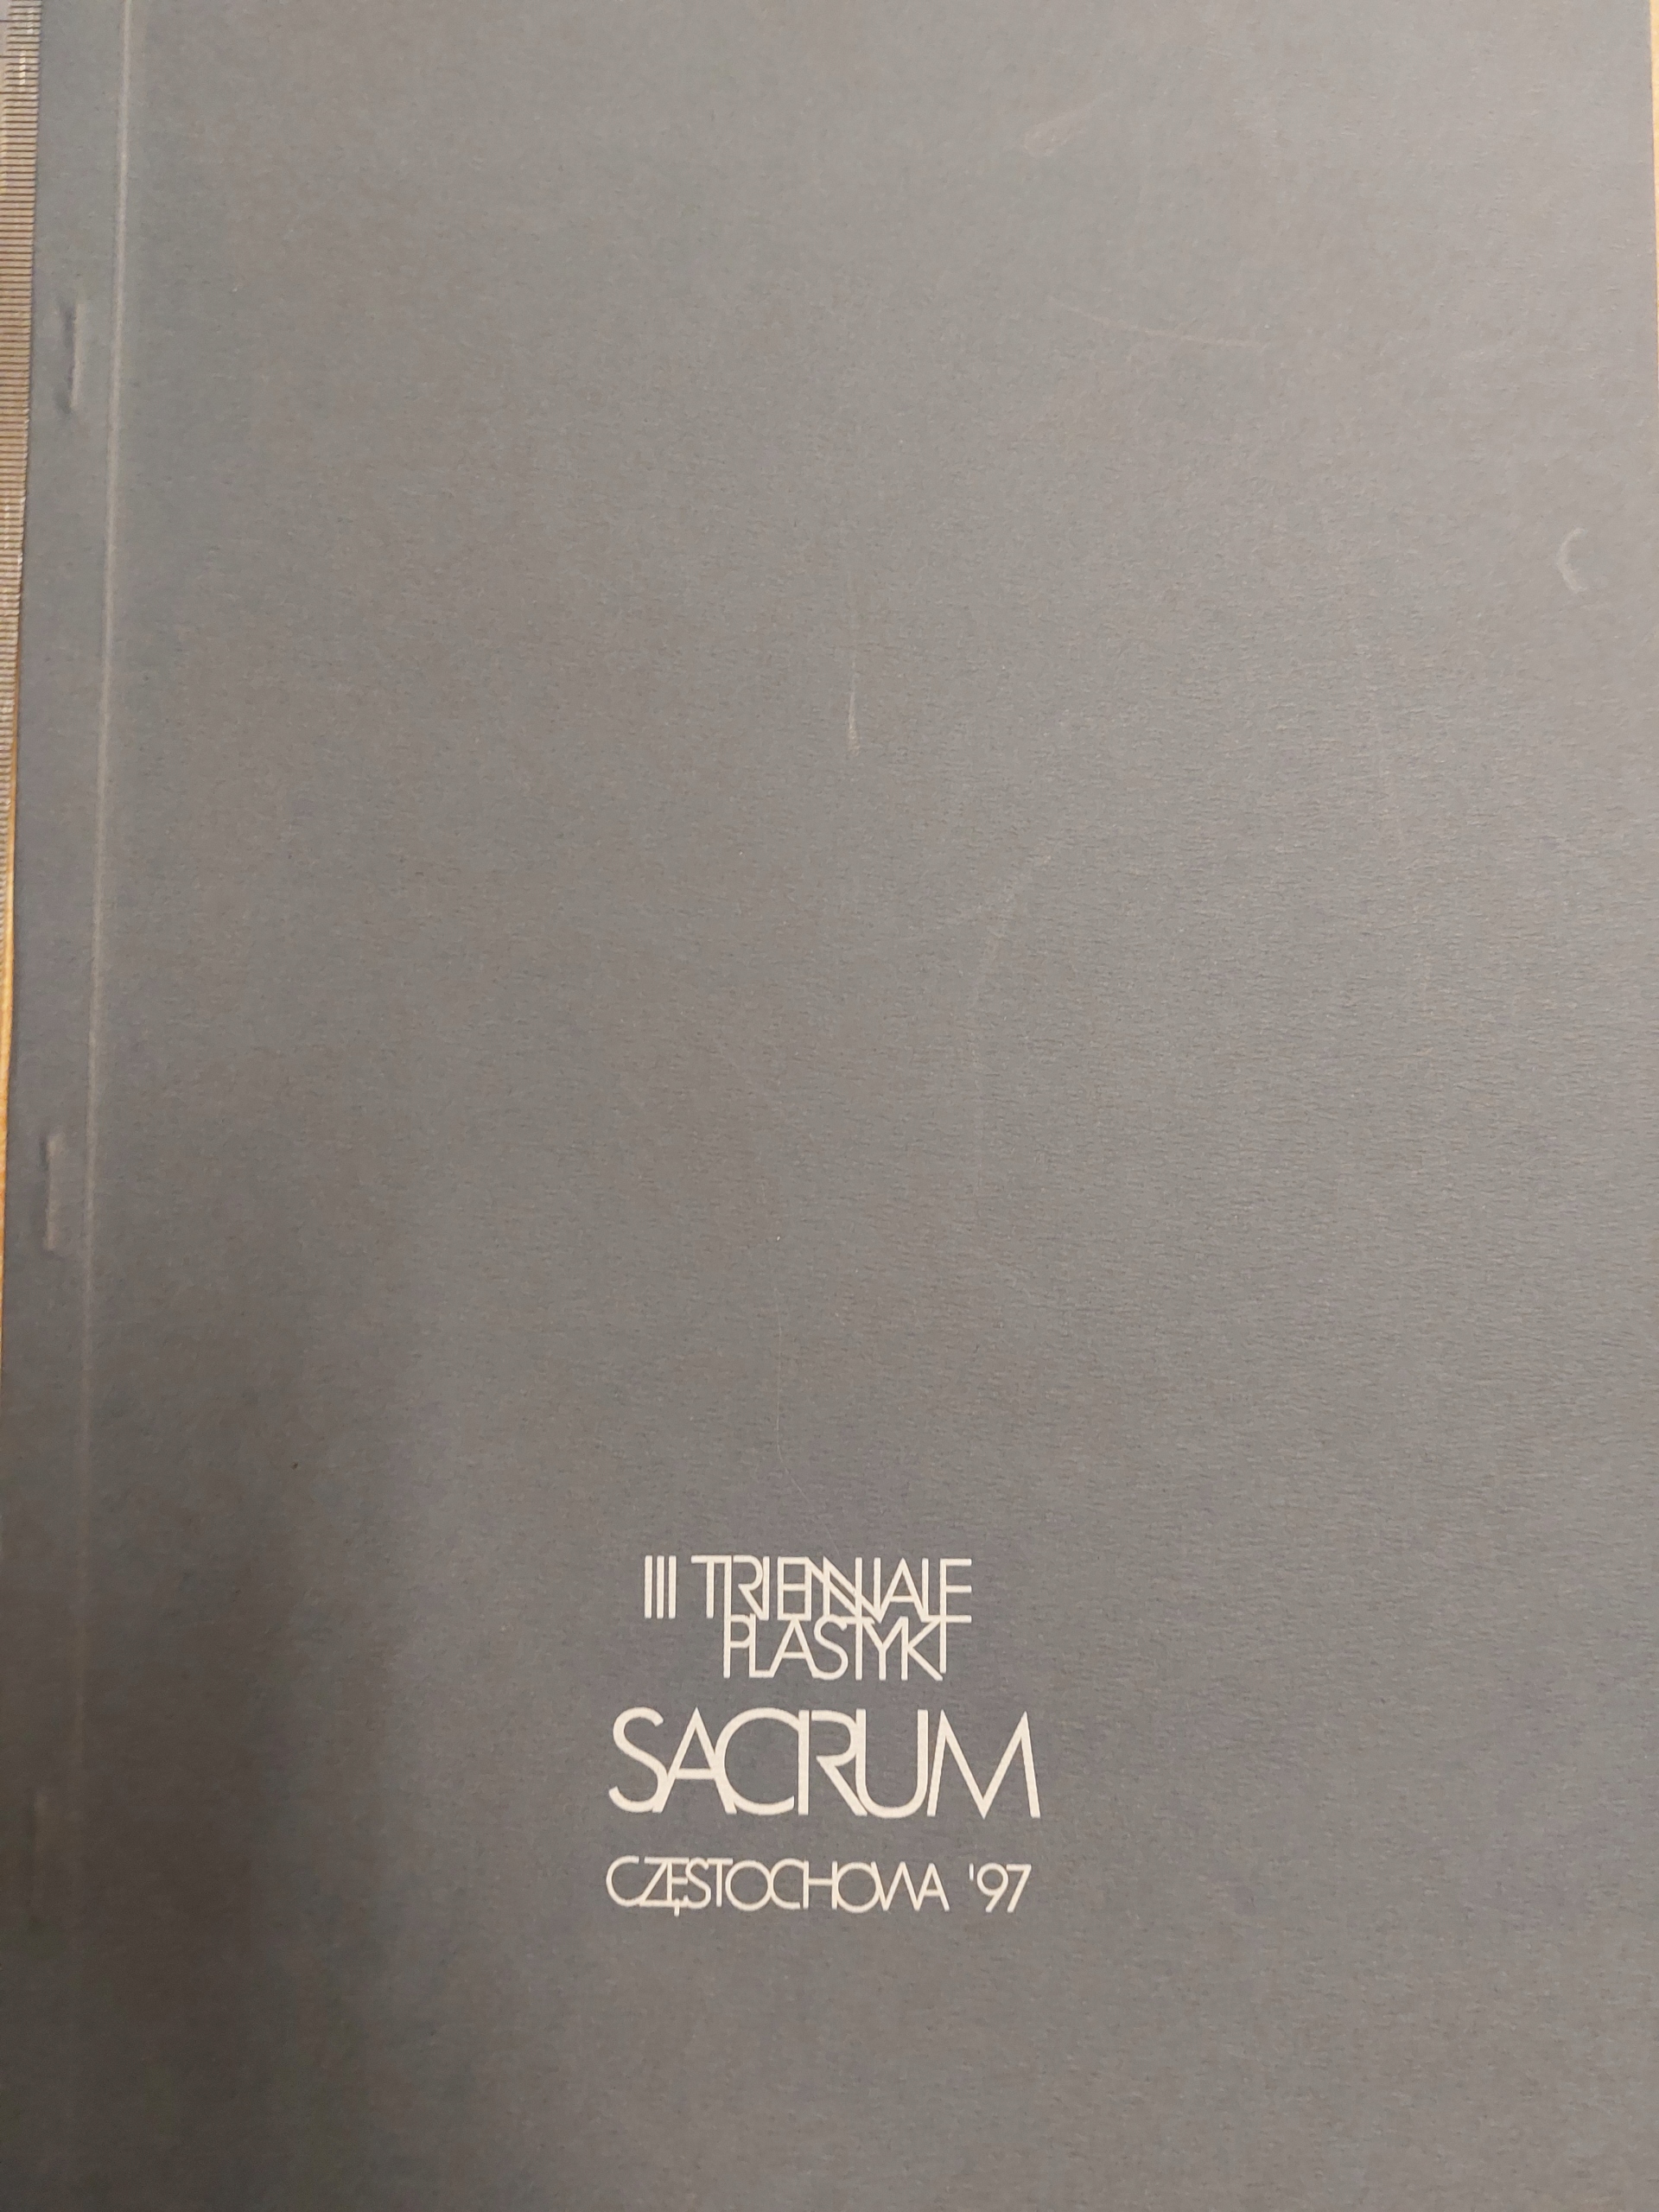 III TRIENNALE
PLASTYKI
SACRUM
CZĘSTOCHOWA '97